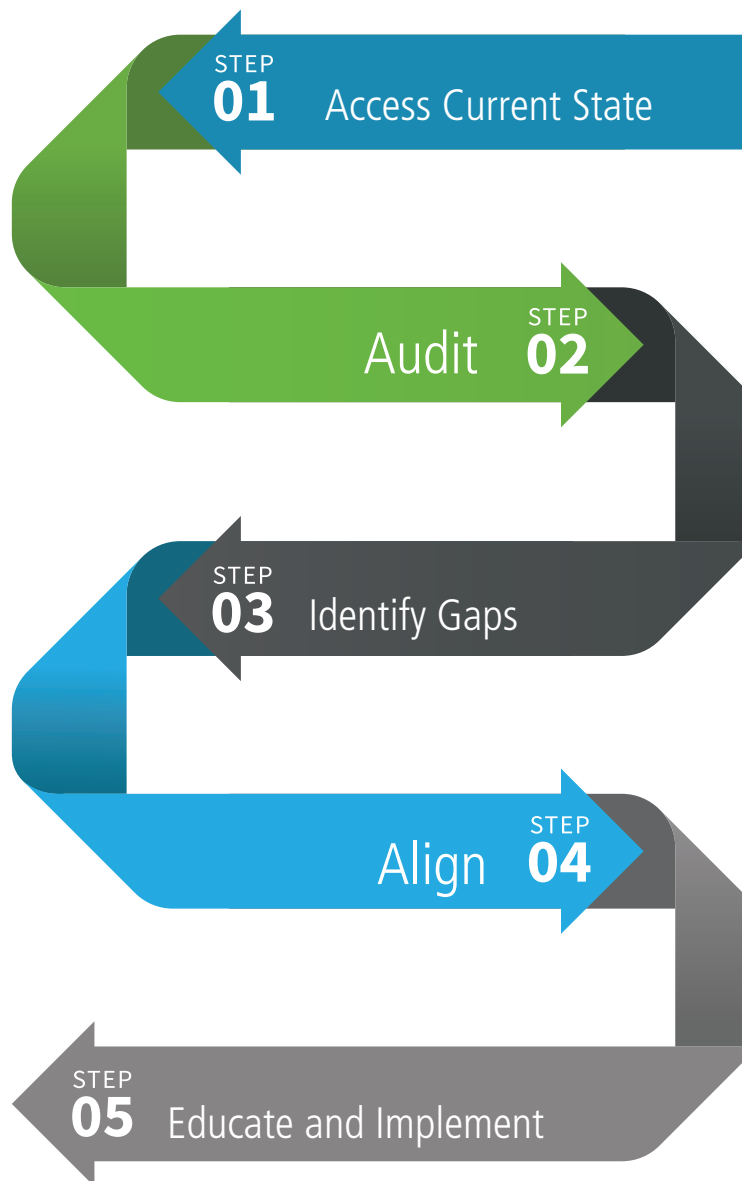 STEP
01 Access Current State
STEP
Audit 02
STEP
03 Identify Gaps
STEP
Align 04
STEP
05 Educate and Implement